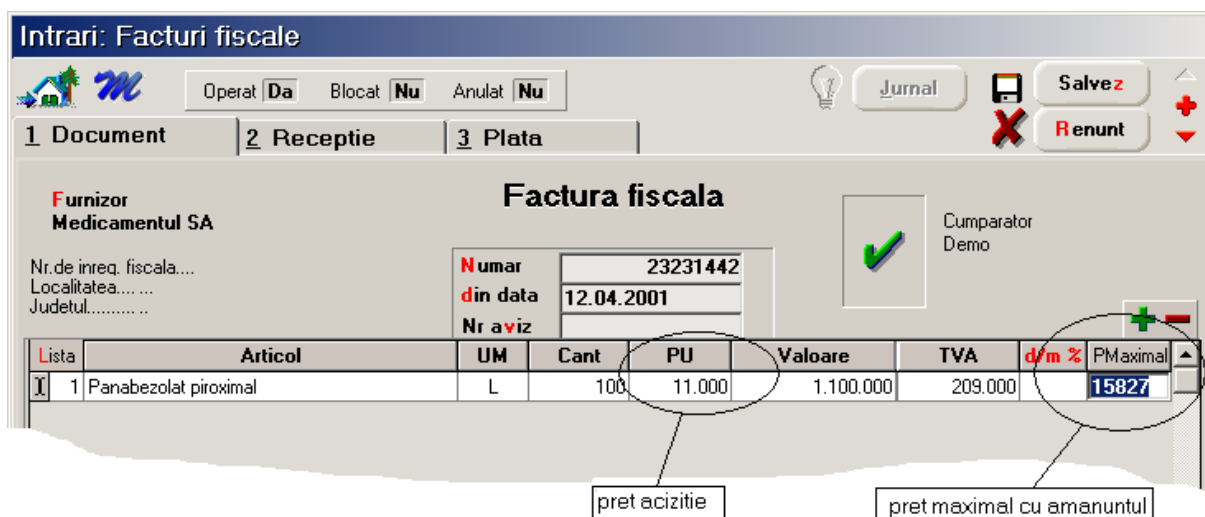 Intrari: Facturi fiscale
Operat Da Blocat Nu Anulat Nu Jurnal Salvez
Renunt
1 Document 2 Receptie 3 Plata
Furnizor
Medicamentul SA
Factura fiscala
Cumparator
Demo
Nr.de inreg. fiscala....
Localitatea.... ...
Judetul.......... ..
Numar 23231442
din data 12.04.2001
Nr aviz
Lista Articol UM Cant PU Valoare TVA d/m % PMaximal
1 Panabezolat piroximal L 100 11.000 1.100.000 209.000 15827
pret acizitie
pret maximal cu amanuntul